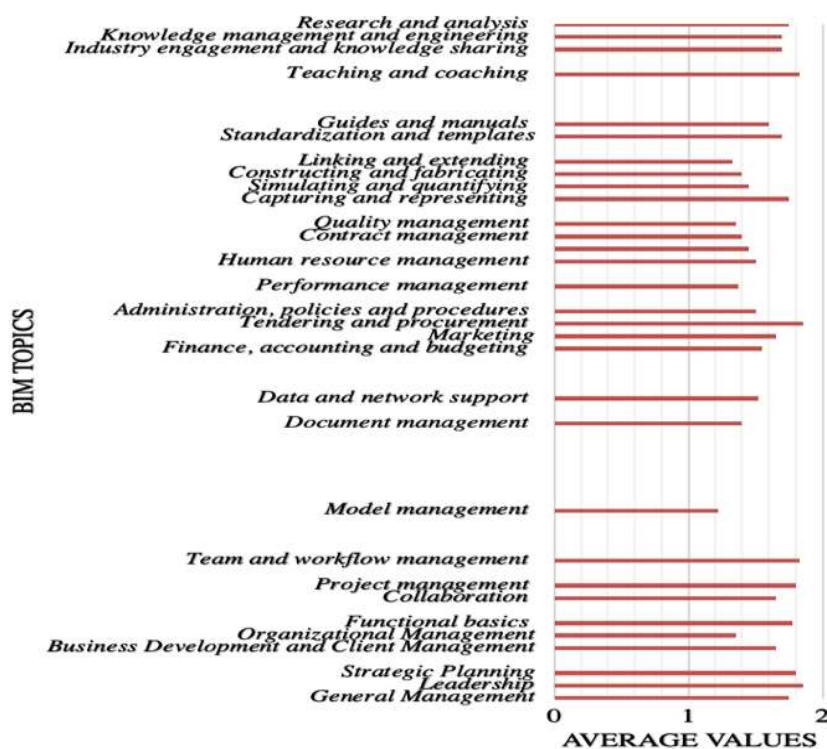 Research and analysis
Knowledge management and engineering
Industry engagement and knowledge sharing
Teaching and coaching
Guides and manuals
Standardization and templates
Linking and extending
Constructing and fabricating
Simulating and quantifying
Capturing and representing
Quality management
Contract management
Human resource management
Performance management
Administration, policies and procedures
Tendering and procurement
Marketing
Finance, accounting and budgeting
BIM TOPICS
Data and network support
Document management
Model management
Team and workflow management
Project management
Collaboration
Functional basics
Organizational Management
Business Development and Client Management
Strategic Planning
Leadership
General Management
0 1 2
AVERAGE VALUES